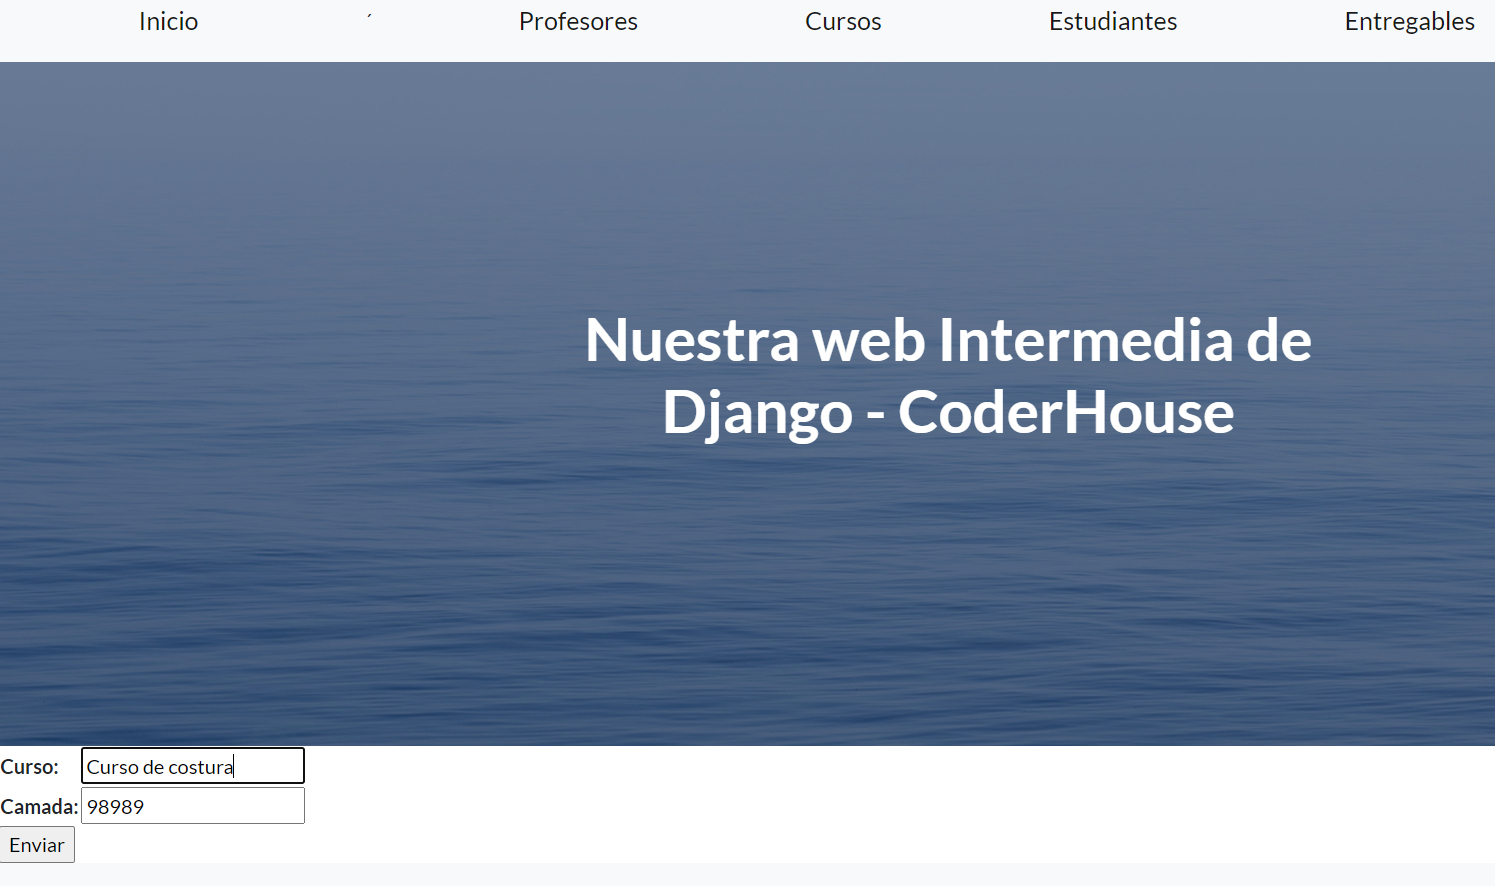 Inicio ´ Profesores Cursos Estudiantes Entregables
Nuestra web Intermedia de
Django - CoderHouse
Curso: Curso de costura
Camada: 98989
Enviar